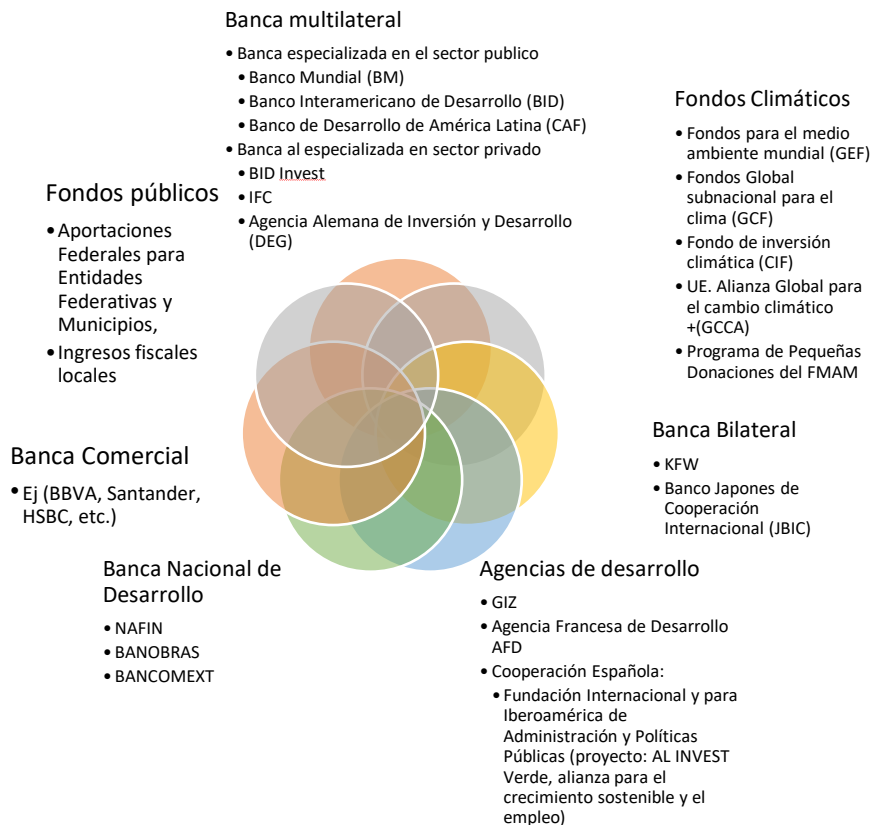 Banca multilateral
• Banca especializada en el sector publico
• Banco Mundial (BM)
• Banco Interamericano de Desarrollo (BID)
• Banco de Desarrollo de América Latina (CAF)
• Banca al especializada en sector privado
• BID Invest
• IFC
• Agencia Alemana de Inversión y Desarrollo
(DEG)
Fondos Climáticos
• Fondos para el medio
ambiente mundial (GEF)
• Fondos Global
subnacional para el
clima (GCF)
• Fondo de inversión
climática (CIF)
• UE. Alianza Global para
el cambio climático
+(GCCA)
• Programa de Pequeñas
Donaciones del FMAM
Banca Bilateral
• KFW
• Banco Japones de
Cooperación
Internacional (JBIC)
Agencias de desarrollo
• GIZ
• Agencia Francesa de Desarrollo
AFD
• Cooperación Española:
• Fundación Internacional y para
Iberoamérica de
Administración y Políticas
Públicas (proyecto: AL INVEST
Verde, alianza para el
crecimiento sostenible y el
empleo)
Banca Nacional de
Desarrollo
• NAFIN
• BANOBRAS
• BANCOMEXT
Banca Comercial
• Ej (BBVA, Santander,
HSBC, etc.)
Fondos públicos
• Aportaciones
Federales para
Entidades
Federativas y
Municipios,
• Ingresos fiscales
locales